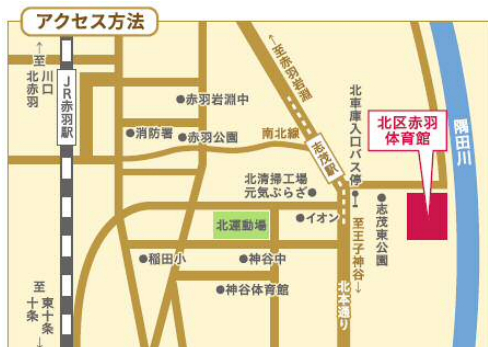 アクセス方法
←至
川口
北赤羽
JR赤羽駅
至→
東十条
十条
←至赤羽岩淵
●赤羽岩淵中
●消防署
●赤羽公園
南北線
志茂駅
北車庫入口バス停
北区赤羽
体育館
隅田川
北清掃工場
元気ぷらざ●
●イオン
●志茂東公園
至王子神谷→
北本通り
北運動場
●稲田小
●神谷中
●神谷体育館